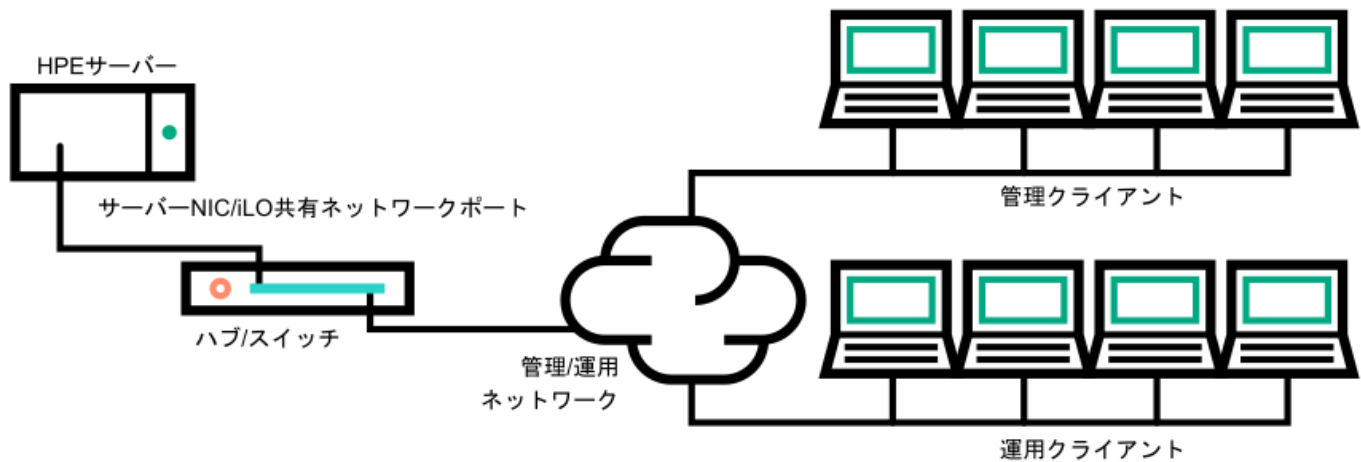 HPEサーバー
サーバーNIC/iLO共有ネットワークポート
ハブ/スイッチ
管理/運用
ネットワーク
管理クライアント
運用クライアント